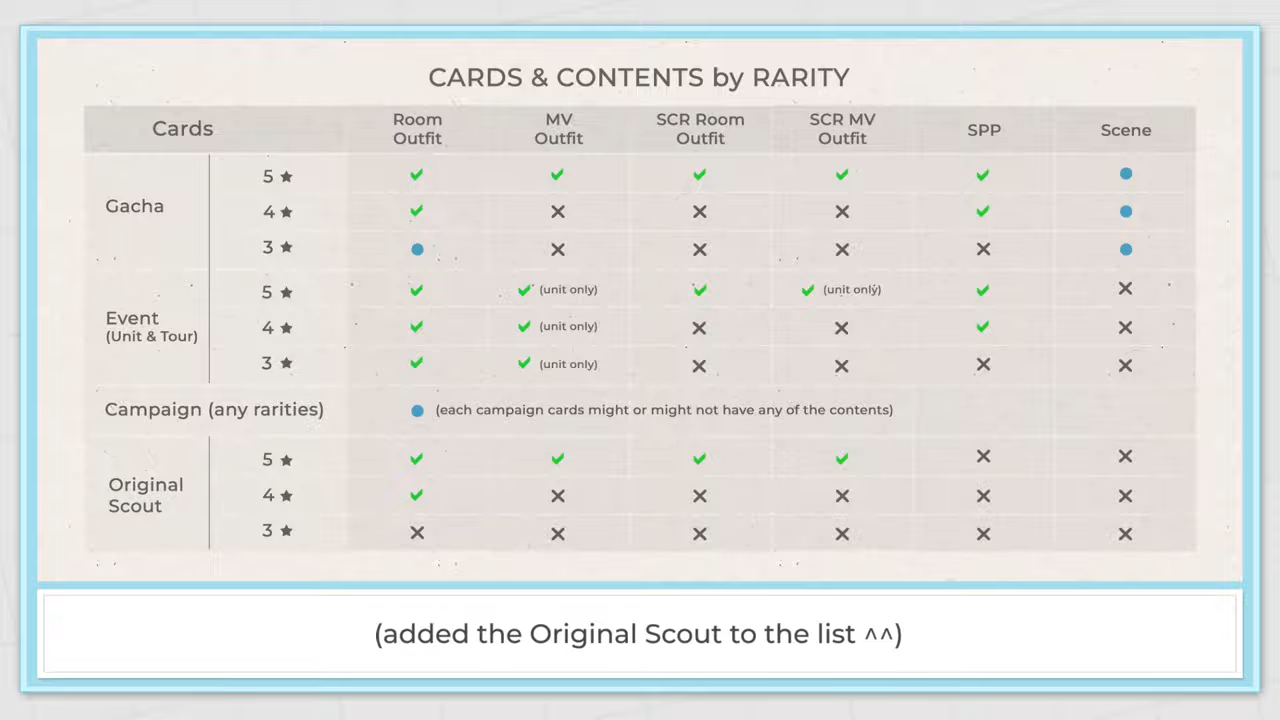 CARDS & CONTENTS by RARITY
Cards
Room Outfit
MV Outfit
SCR Room Outfit
SCR MV Outfit
SPP
Scene
Gacha
5 ★ ✔ ✔ ✔ ✔ ✔ ●
4 ★ ✔ ✕ ✕ ✕ ✔ ●
3 ★ ● ✕ ✕ ✕ ✕ ●
Event
(Unit & Tour)
5 ★ ✔ ✔ (unit only) ✔ ✔ (unit only) ✔ ✕
4 ★ ✔ ✔ (unit only) ✕ ✕ ✔ ✕
3 ★ ✔ ✔ (unit only) ✕ ✕ ✕ ✕
Campaign (any rarities) ● (each campaign cards might or might not have any of the contents)
Original
Scout
5 ★ ✔ ✔ ✔ ✔ ✕ ✕
4 ★ ✔ ✕ ✕ ✕ ✕ ✕
3 ★ ✕ ✕ ✕ ✕ ✕ ✕
(added the Original Scout to the list ^^)